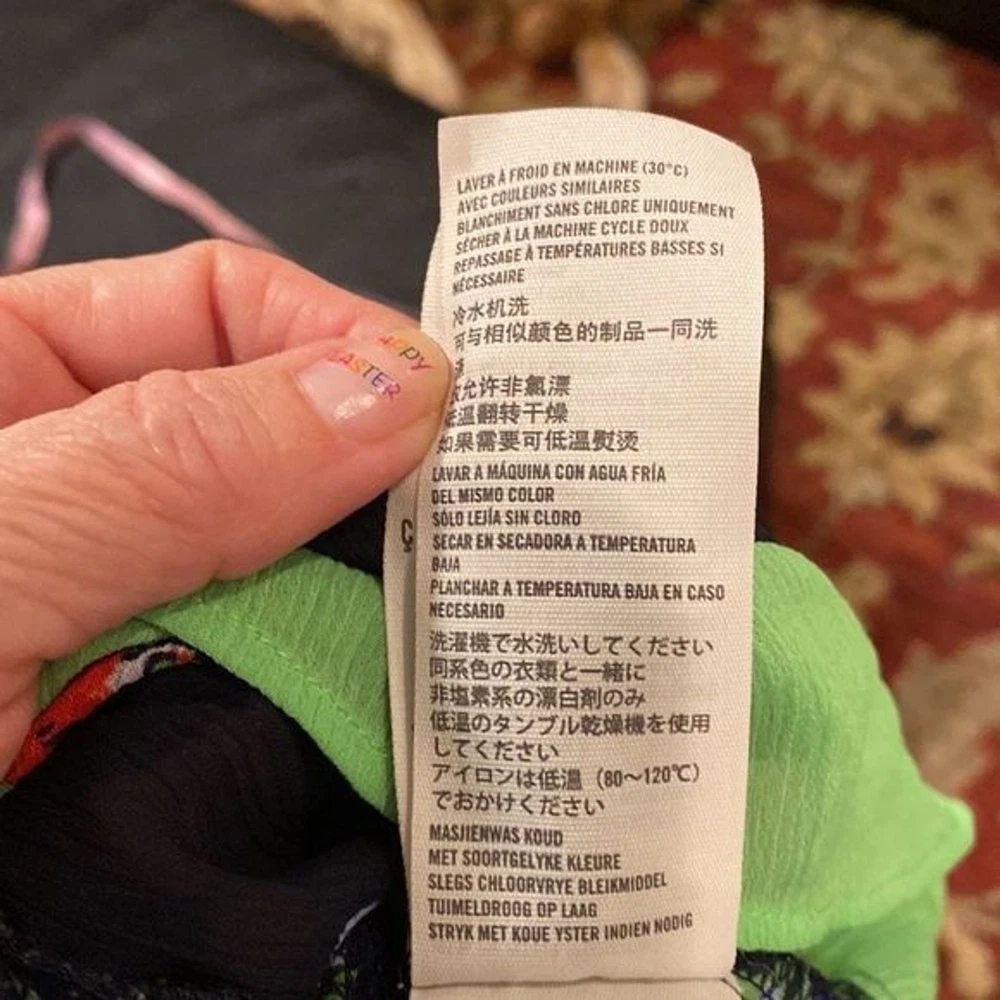 LAVER À FROID EN MACHINE (30°C)
AVEC COULEURS SIMILAIRES
BLANCHIMENT SANS CHLORE UNIQUEMENT
SÉCHER À LA MACHINE CYCLE DOUX
REPASSAGE À TEMPÉRATURES BASSES SI
NÉCESSAIRE
冷水机洗
可与相似颜色的制品一同洗
允许非氯漂
低温翻转干燥
如果需要可低温熨烫
LAVAR A MÁQUINA CON AGUA FRÍA
DEL MISMO COLOR
SÓLO LEJÍA SIN CLORO
SECAR EN SECADORA A TEMPERATURA
BAJA
PLANCHAR A TEMPERATURA BAJA EN CASO
NECESARIO
洗濯機で水洗いしてください
同系色の衣類と一緒に
非塩素系の漂白剤のみ
低温のタンブル乾燥機を使用
してください
アイロンは低温（80～120℃）
でおかけください
MASJIENWAS KOUD
MET SOORTGELYKE KLEURE
SLEGS CHLOORVRYE BLEIKMIDDEL
TUIMELDROOG OP LAAG
STRYK MET KOUE YSTER INDIEN NODIG
HAPPY
EASTER
Ç